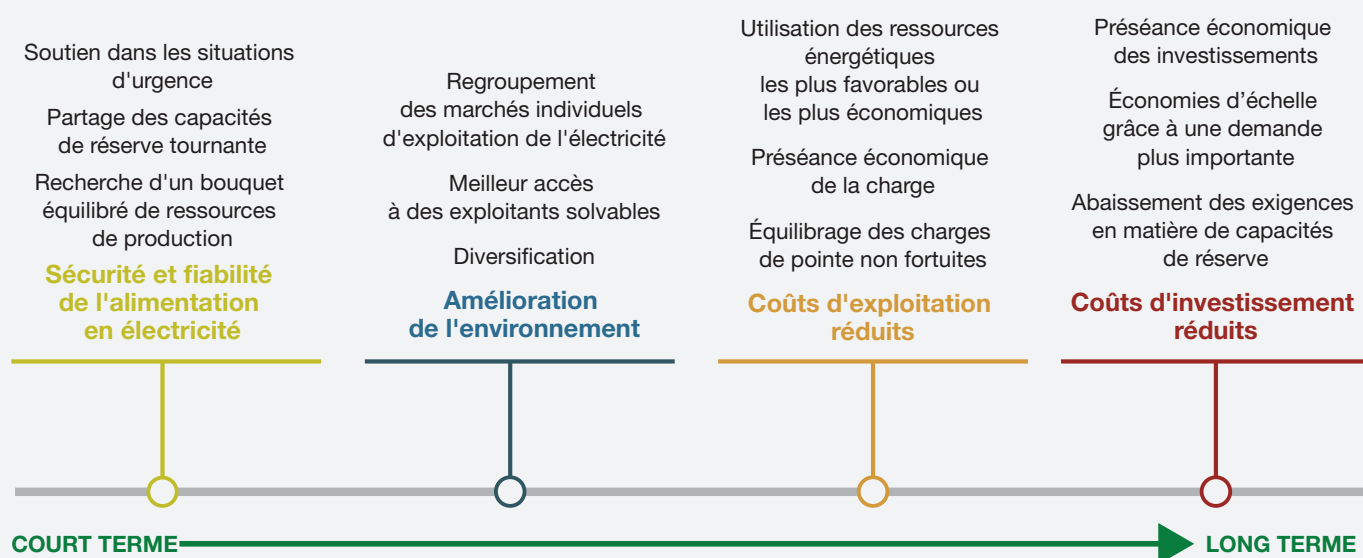 Soutien dans les situations
d'urgence
Partage des capacités
de réserve tournante
Recherche d'un bouquet
équilibré de ressources
de production
Sécurité et fiabilité
de l'alimentation
en électricité
Regroupement
des marchés individuels
d'exploitation de l'électricité
Meilleur accès
à des exploitants solvables
Diversification
Amélioration
de l'environnement
Utilisation des ressources
énergétiques
les plus favorables ou
les plus économiques
Préséance économique
de la charge
Équilibrage des charges
de pointe non fortuites
Coûts d'exploitation
réduits
Préséance économique
des investissements
Économies d’échelle
grâce à une demande
plus importante
Abaissement des exigences
en matière de capacités
de réserve
Coûts d'investissement
réduits
COURT TERME
LONG TERME